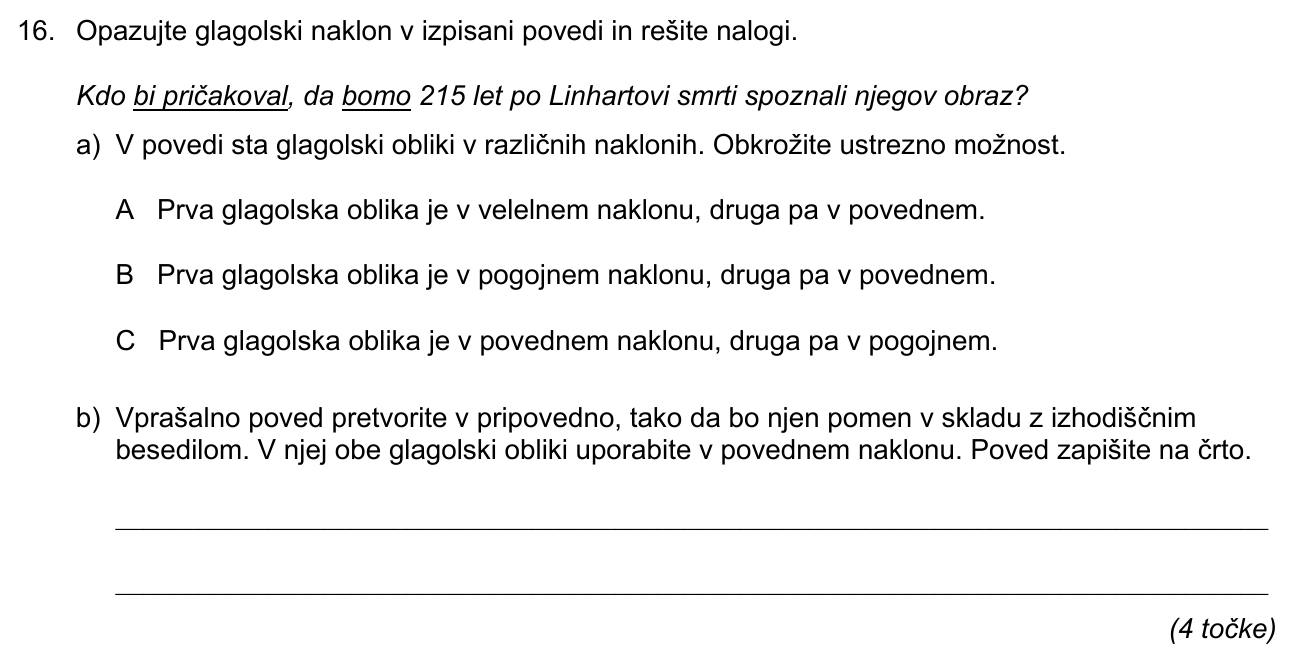 16. Opazujte glagolski naklon v izpisani povedi in rešite nalogi.
Kdo bi pričakoval, da bomo 215 let po Linhartovi smrti spoznali njegov obraz?
a) V povedi sta glagolski obliki v različnih naklonih. Obkrožite ustrezno možnost.
A Prva glagolska oblika je v velelnem naklonu, druga pa v povednem.
B Prva glagolska oblika je v pogojnem naklonu, druga pa v povednem.
C Prva glagolska oblika je v povednem naklonu, druga pa v pogojnem.
b) Vprašalno poved pretvorite v pripovedno, tako da bo njen pomen v skladu z izhodiščnim
besedilom. V njej obe glagolski obliki uporabite v povednem naklonu. Poved zapišite na črto.
(4 točke)